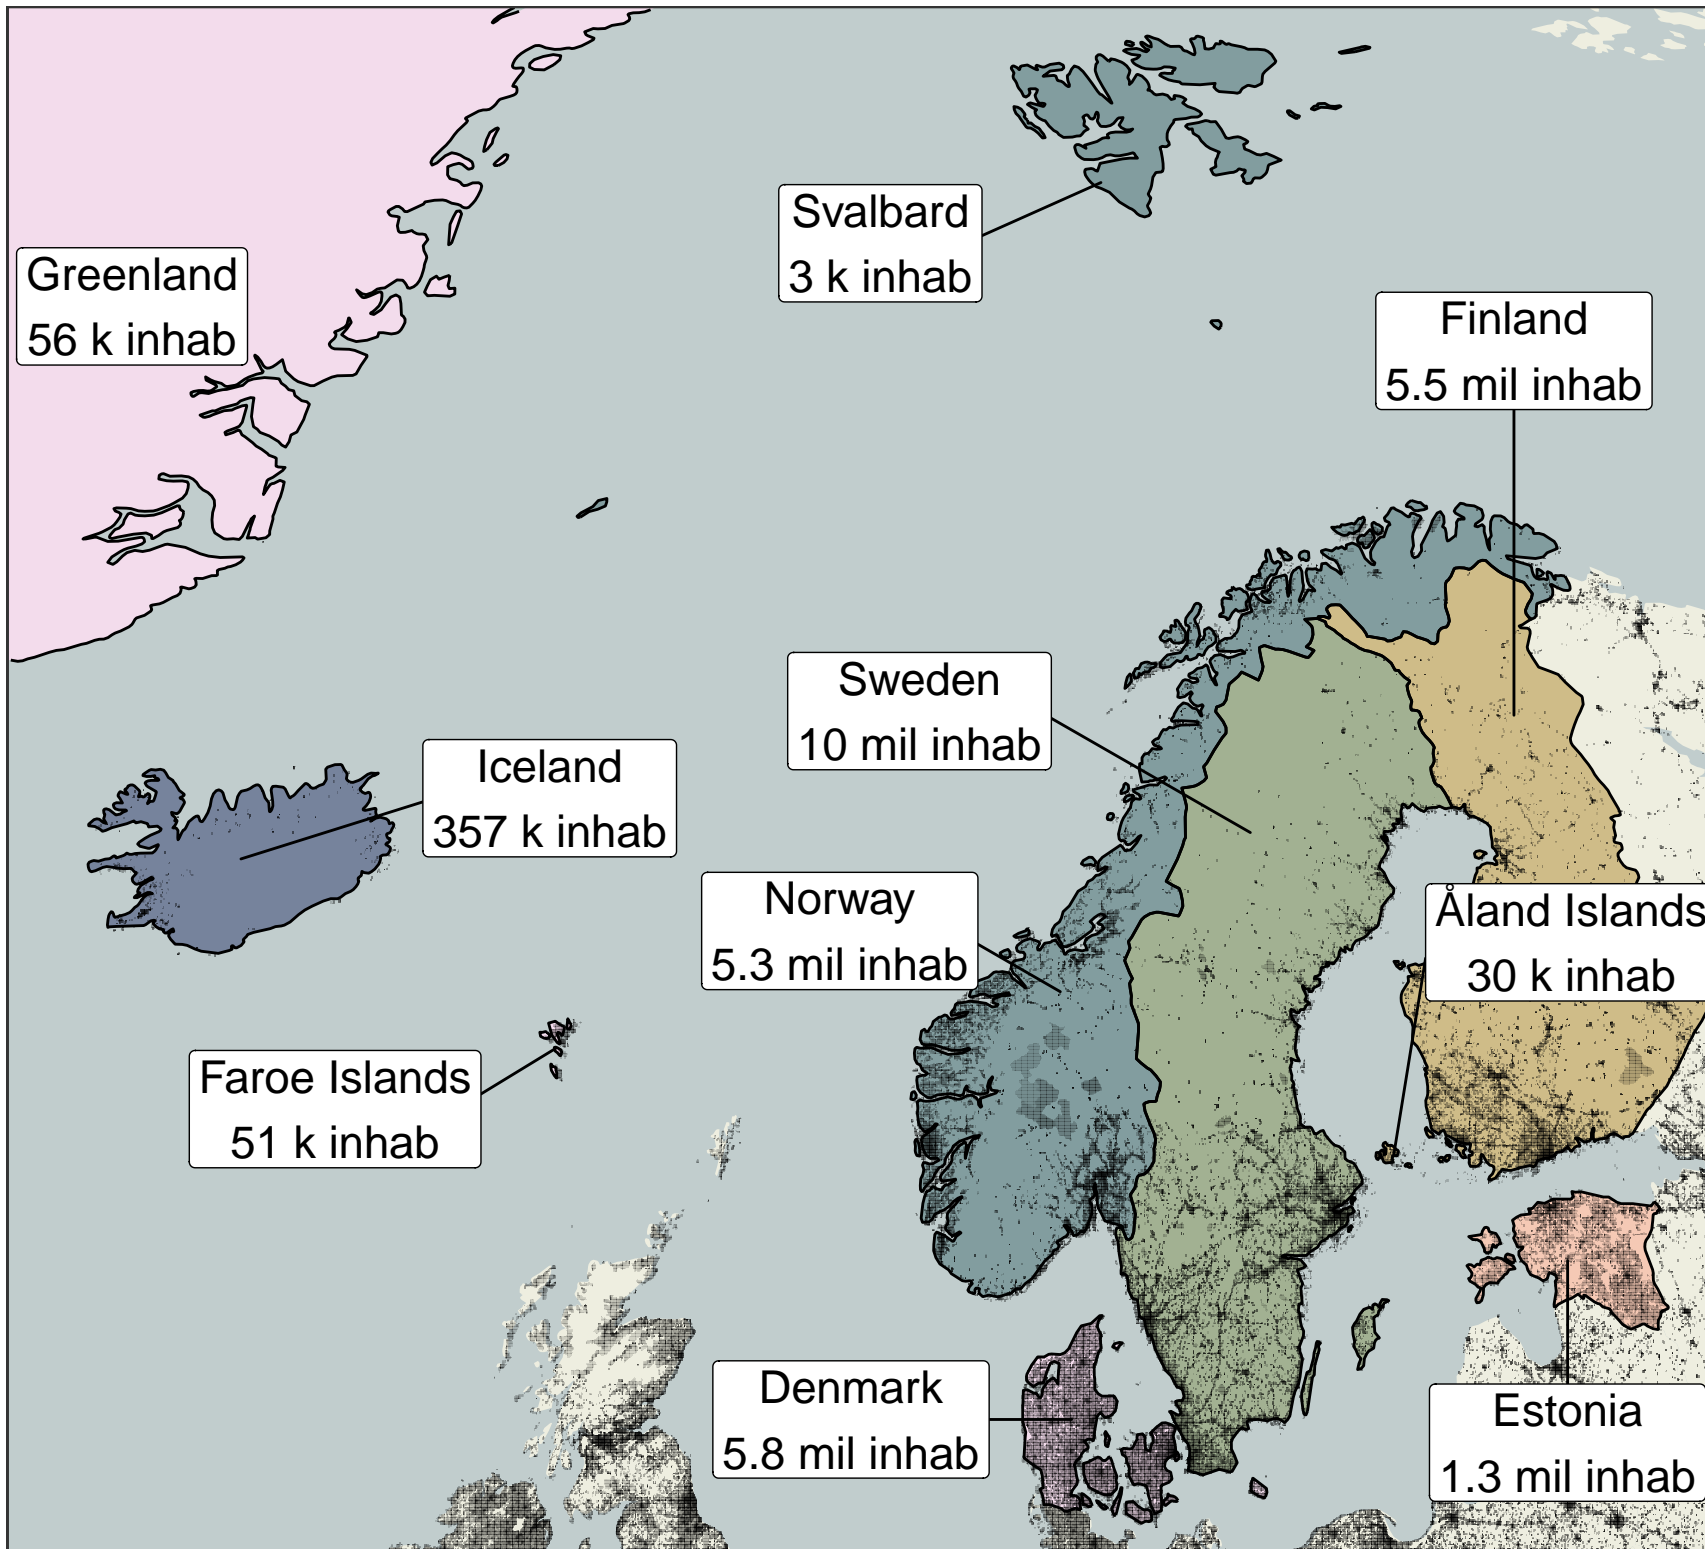 Svalbard
3 k inhab
Greenland
56 k inhab
Finland
5.5 mil inhab
Sweden
10 mil inhab
Iceland
357 k inhab
Norway
5.3 mil inhab
Åland Islands
30 k inhab
Faroe Islands
51 k inhab
Denmark
5.8 mil inhab
Estonia
1.3 mil inhab